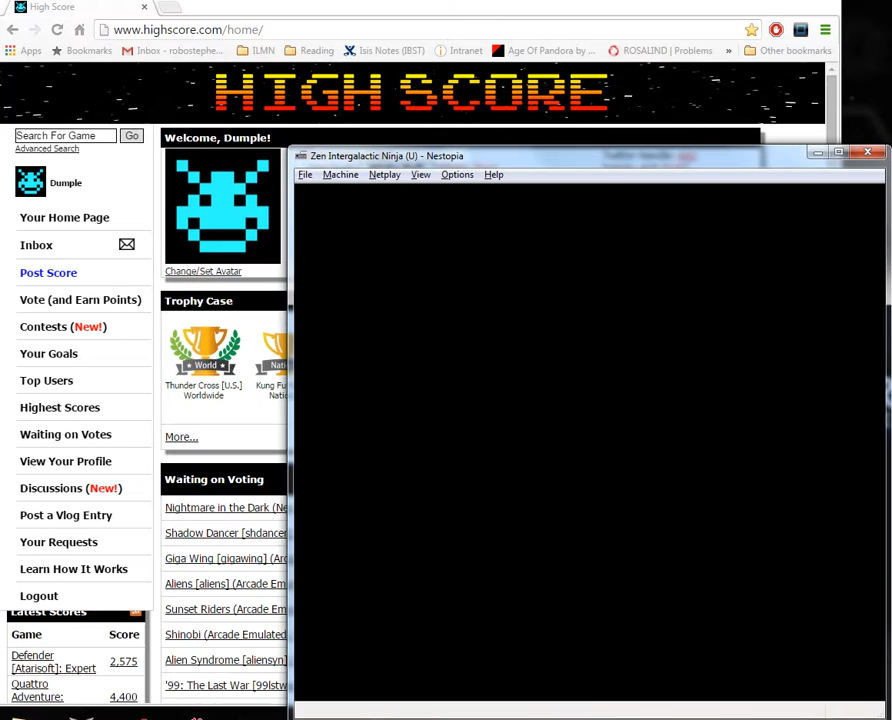 High Score
www.highscore.com/home/
Apps Bookmarks Inbox - robostephe... ILMN Reading Isis Notes (IBST) Intranet Age Of Pandora by ... ROSALIND | Problems » Other bookmarks
HIGH SCORE
Search For Game Go
Advanced Search
Dumple
Your Home Page
Inbox
Post Score
Vote (and Earn Points)
Contests (New!)
Your Goals
Top Users
Highest Scores
Waiting on Votes
View Your Profile
Discussions (New!)
Post a Vlog Entry
Your Requests
Learn How It Works
Logout
Latest Scores
Game Score
Defender
[Atarisoft]: Expert 2,575
Quattro
Adventure: 4,400
Welcome, Dumple!
Change/Set Avatar
Trophy Case
World
Thunder Cross [U.S.]
Worldwide
Nati
Kung Fu
Nation
More...
Waiting on Voting
Nightmare in the Dark (Ne
Shadow Dancer [shdancer
Giga Wing [gigawing] (Arc
Aliens [aliens] (Arcade Em
Sunset Riders (Arcade Em
Shinobi (Arcade Emulated
Alien Syndrome [aliensyn]
'99: The Last War [99lstw
Zen Intergalactic Ninja (U) - Nestopia
File Machine Netplay View Options Help